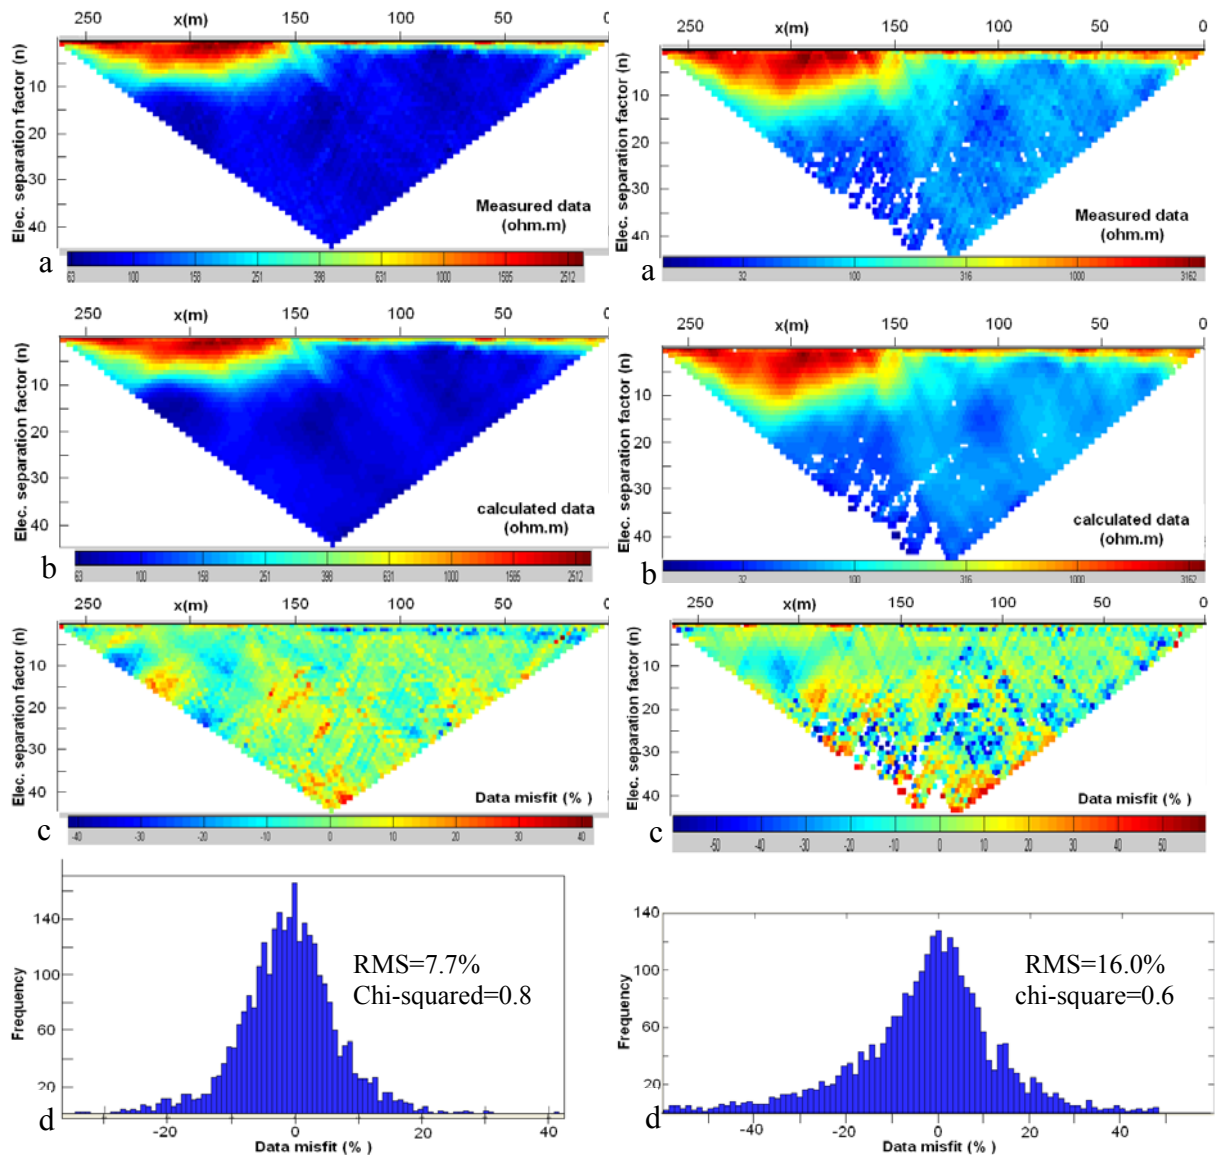 250 x(m) 150 100 50 0
Elec. separation factor (n)
10
20
30
40
Measured data
(ohm.m)
a
63 100 158 251 398 631 1000 1585 2512
250 x(m) 150 100 50 0
Elec. separation factor (n)
10
20
30
40
Measured data
(ohm.m)
a
32 100 316 1000 3162
250 x(m) 150 100 50 0
Elec. separation factor (n)
10
20
30
40
calculated data
(ohm.m)
b
63 100 158 251 398 631 1000 1585 2512
250 x(m) 150 100 50 0
Elec. separation factor (n)
10
20
30
40
calculated data
(ohm.m)
b
32 100 316 1000 3162
250 x(m) 150 100 50 0
Elec. separation factor (n)
10
20
30
40
Data misfit (% )
c
-40 -30 -20 -10 0 10 20 30 40
250 x(m) 150 100 50 0
Elec. separation factor (n)
10
20
30
40
Data misfit (% )
c
-50 -40 -30 -20 -10 0 10 20 30 40 50
140
100
60
20
Frequency
RMS=7.7%
Chi-squared=0.8
d
-20 0 20 40
Data misfit (% )
140
100
60
20
Frequency
RMS=16.0%
chi-square=0.6
d
-40 -20 0 20 40
Data misfit (% )